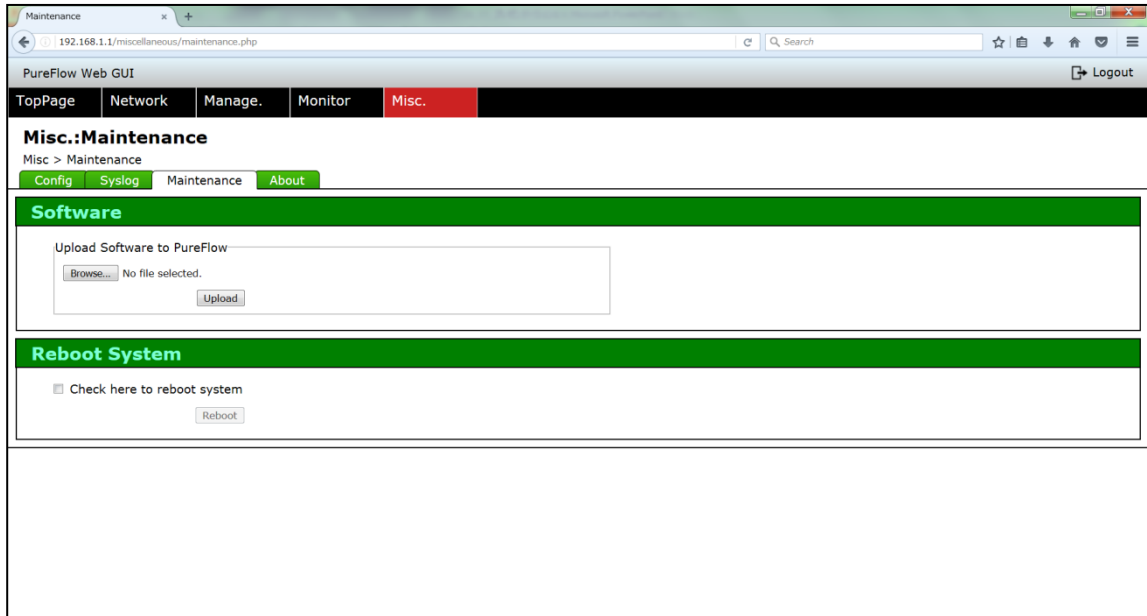 Maintenance
192.168.1.1/miscellaneous/maintenance.php
Search
PureFlow Web GUI
Logout
TopPage Network Manage. Monitor Misc.
Misc.:Maintenance
Misc > Maintenance
Config Syslog Maintenance About
Software
Upload Software to PureFlow
Browse... No file selected.
Upload
Reboot System
Check here to reboot system
Reboot